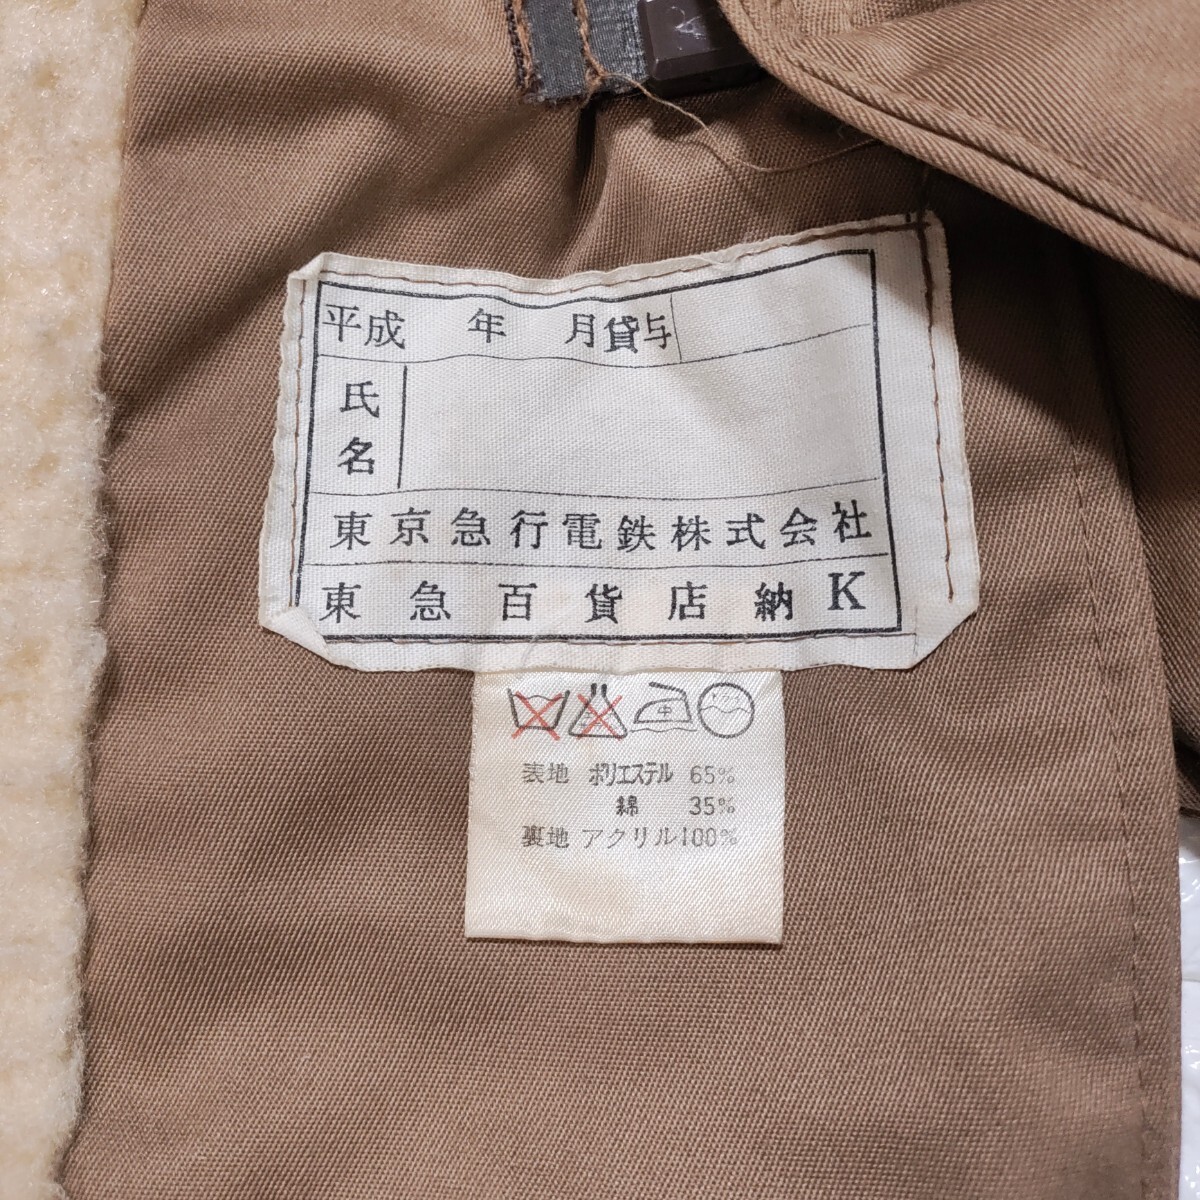 平成 年 月貸与
氏名
東京急行電鉄株式会社
東急百貨店納 K
中
表地 ポリエステル 65%
綿 35%
裏地 アクリル100%